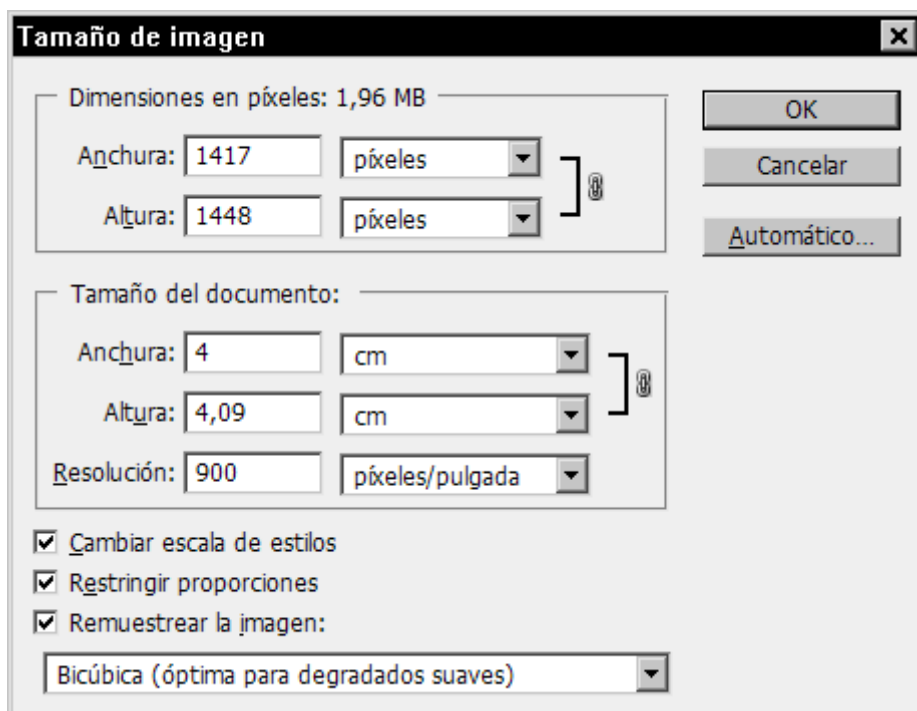 Tamaño de imagen
Dimensiones en píxeles: 1,96 MB
Anchura: 1417 píxeles
Altura: 1448 píxeles
OK
Cancelar
Automático...
Tamaño del documento:
Anchura: 4 cm
Altura: 4,09 cm
Resolución: 900 píxeles/pulgada
Cambiar escala de estilos
Restringir proporciones
Remuestrear la imagen:
Bicúbica (óptima para degradados suaves)